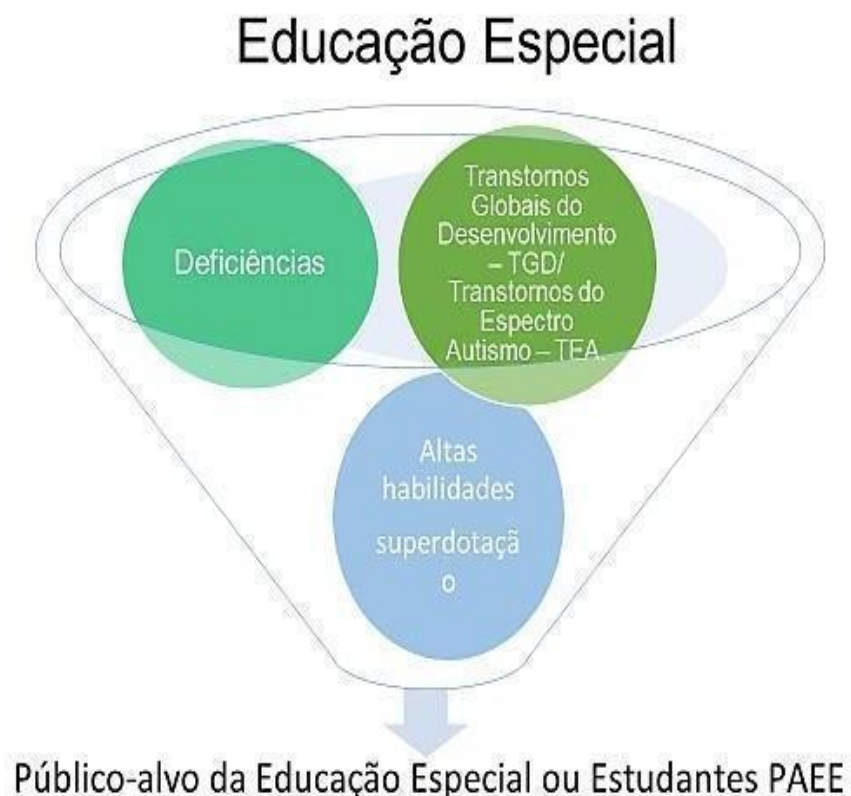 Educação Especial
Deficiências
Transtornos
Globais do
Desenvolvimento
– TGD/
Transtornos do
Espectro
Autismo – TEA.
Altas
habilidades
superdotaçã
o
Público-alvo da Educação Especial ou Estudantes PAEE